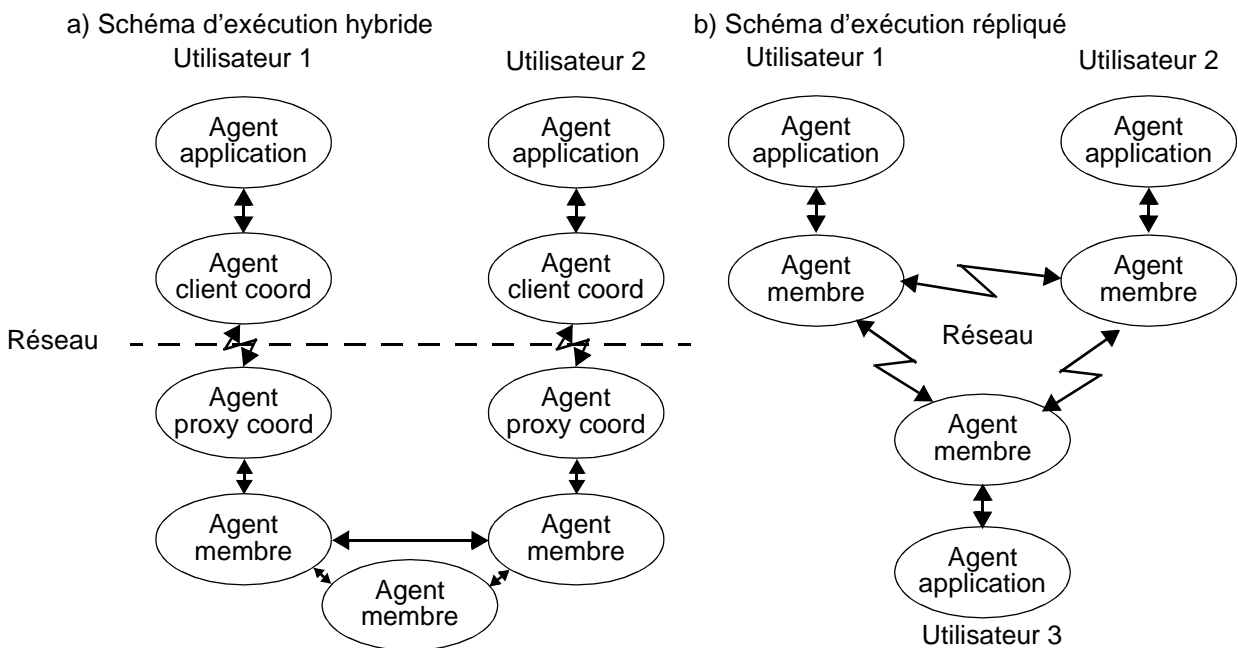 a) Schéma d'exécution hybride
Utilisateur 1
Utilisateur 2
Agent
application
Agent
application
Agent
client coord
Agent
client coord
Réseau
Agent
proxy coord
Agent
proxy coord
Agent
membre
Agent
membre
Agent
membre
b) Schéma d'exécution répliqué
Utilisateur 1
Utilisateur 2
Agent
application
Agent
application
Agent
membre
Agent
membre
Réseau
Agent
membre
Agent
application
Utilisateur 3